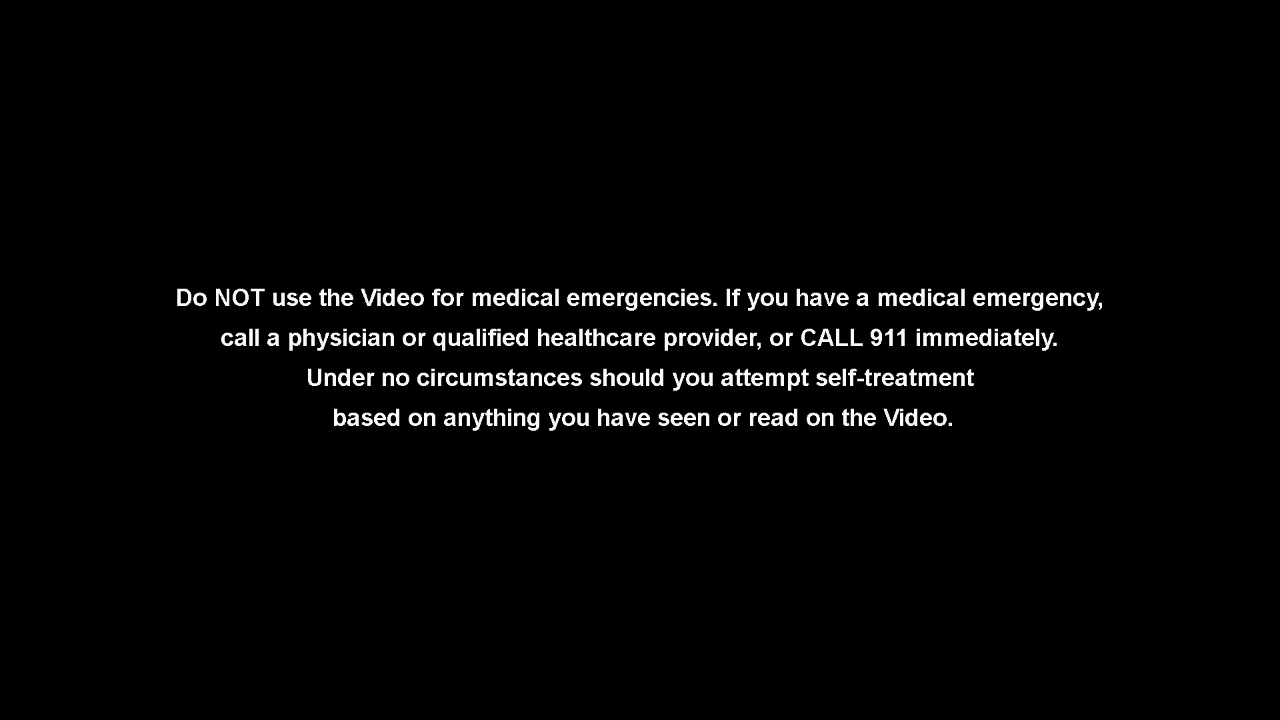 Do NOT use the Video for medical emergencies. If you have a medical emergency,
call a physician or qualified healthcare provider, or CALL 911 immediately.
Under no circumstances should you attempt self-treatment
based on anything you have seen or read on the Video.